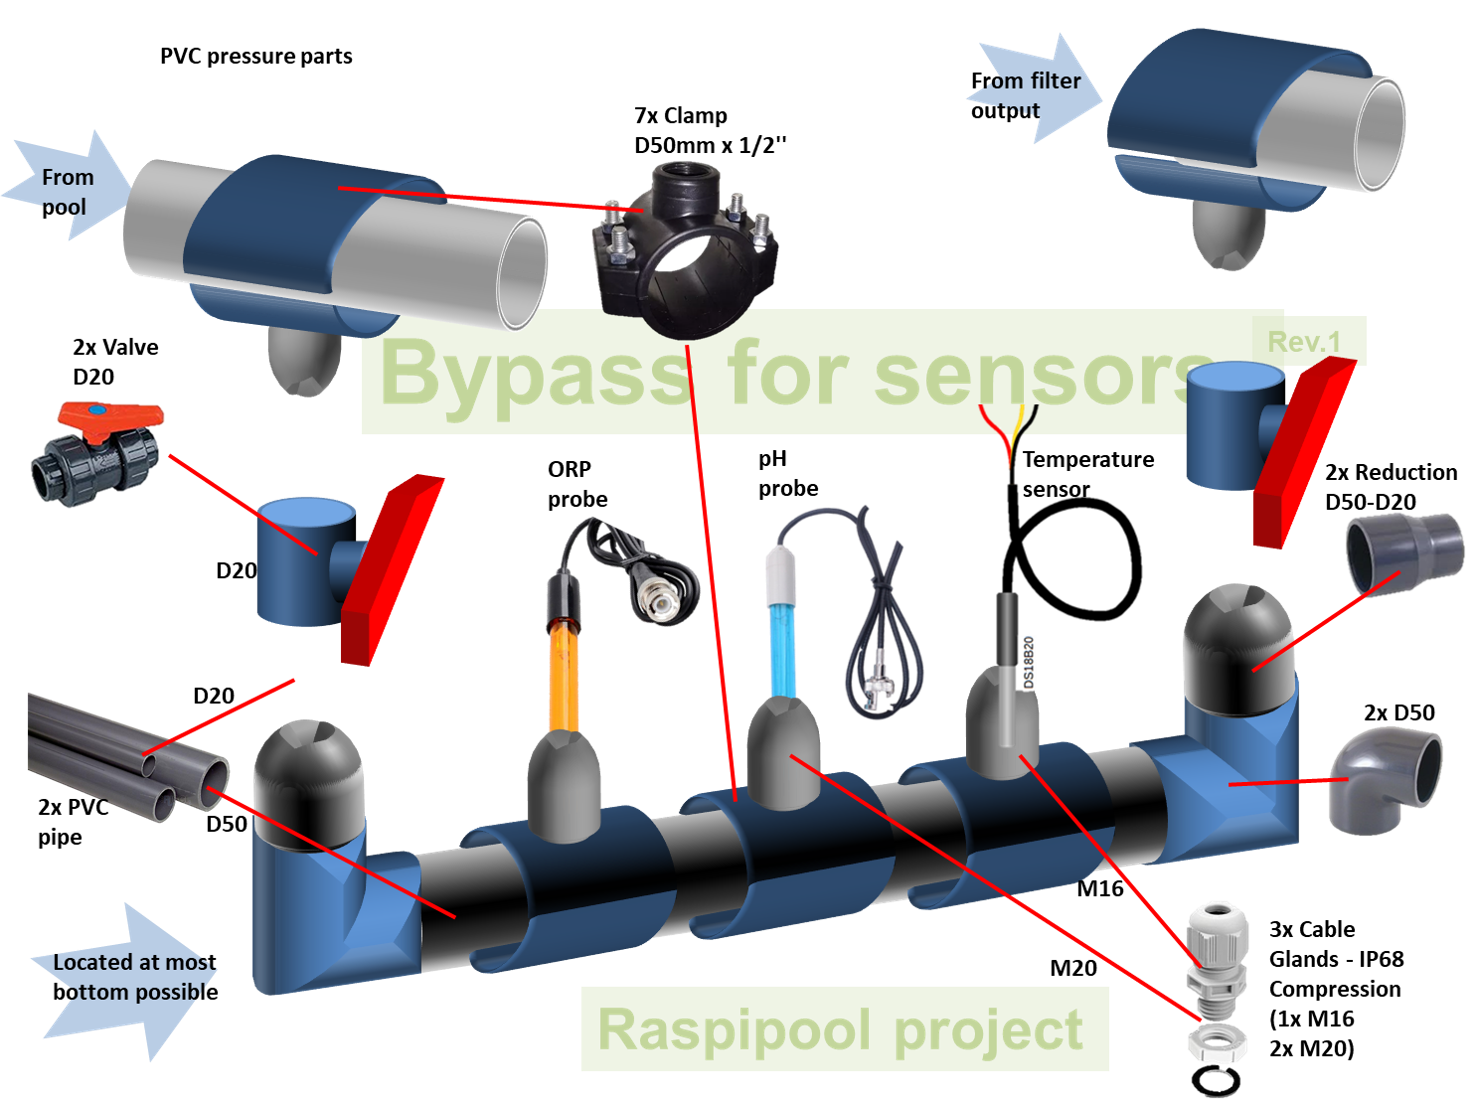 PVC pressure parts
From filter
output
7x Clamp
D50mm x 1/2''
From
pool
Bypass for sensors
Rev.1
2x Valve
D20
ORP
probe
pH
probe
Temperature
sensor
2x Reduction
D50-D20
D20
DS18B20
D20
2x D50
2x PVC
pipe
D50
M16
M20
Located at most
bottom possible
3x Cable
Glands - IP68
Compression
(1x M16
2x M20)
Raspipool project